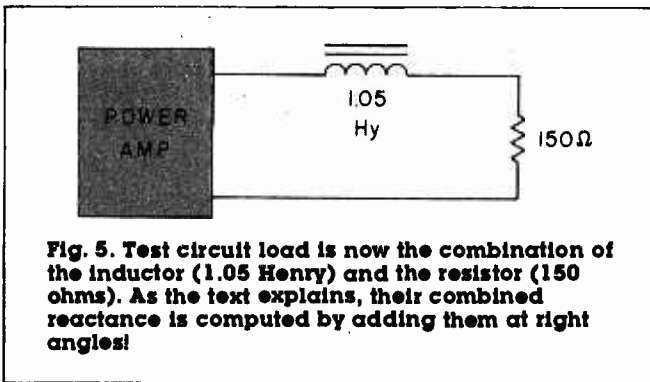 POWER
AMP
1.05
Hy
150Ω
Fig. 5. Test circuit load is now the combination of
the inductor (1.05 Henry) and the resistor (150
ohms). As the text explains, their combined
reactance is computed by adding them at right
angles!